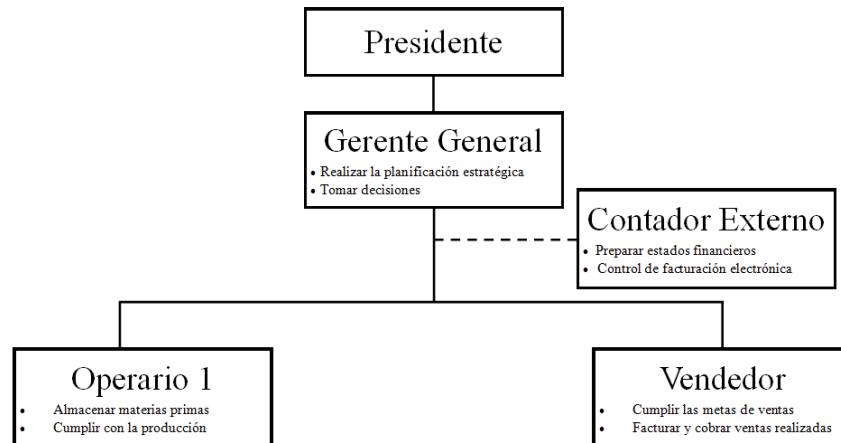 Presidente
Gerente General
• Realizar la planificación estratégica
• Tomar decisiones
Contador Externo
• Preparar estados financieros
• Control de facturación electrónica
Operario 1
• Almacenar materias primas
• Cumplir con la producción
Vendedor
• Cumplir las metas de ventas
• Facturar y cobrar ventas realizadas